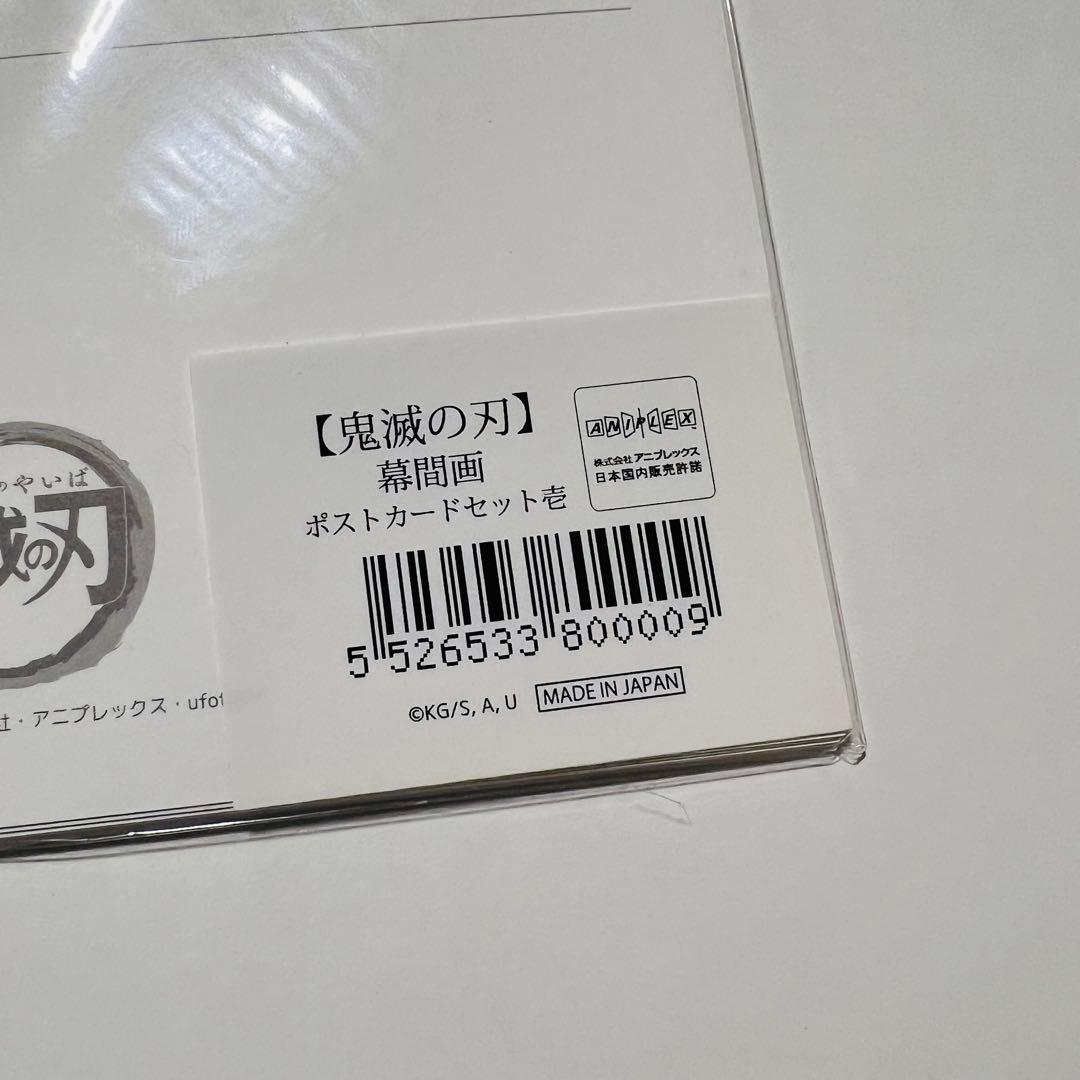 【鬼滅の刃】
幕間画
ポストカードセット壱
ANIPLEX
株式会社アニプレックス
日本国内販売許諾
5 526533 800009
©KG/S, A, U
MADE IN JAPAN
のやいば
滅の刃
社・アニプレックス・ufot